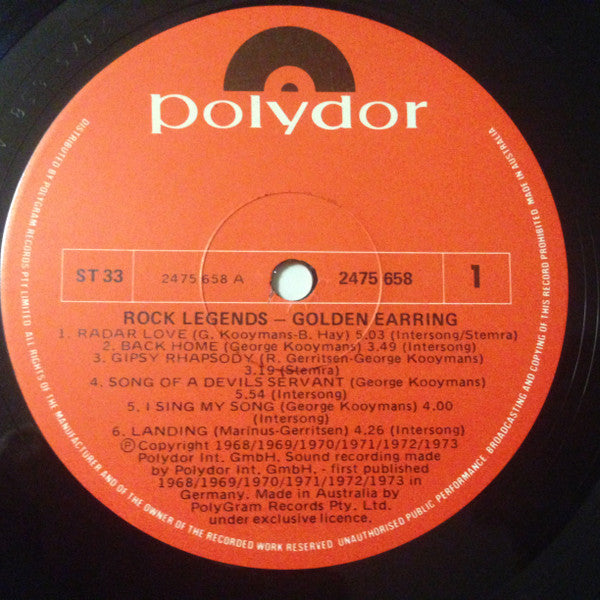 polydor
ST 33
2475 658 A
2475 658
1
ROCK LEGENDS – GOLDEN EARRING
1. RADAR LOVE (G. Kooymans-B. Hay) 5.03 (Intersong/Stemra)
2. BACK HOME (George Kooymans) 3.49 (Intersong)
3. GIPSY RHAPSODY (R. Gerritsen-George Kooymans)
3.19 (Stemra)
4. SONG OF A DEVILS SERVANT (George Kooymans)
5.54 (Intersong)
5. I SING MY SONG (George Kooymans) 4.00
(Intersong)
6. LANDING (Marinus-Gerritsen) 4.26 (Intersong)
Ⓟ Copyright 1968/1969/1970/1971/1972/1973
Polydor Int. GmbH. Sound recording made
by Polydor Int. GmbH. - first published
1968/1969/1970/1971/1972/1973 in
Germany. Made in Australia by
PolyGram Records Pty. Ltd.
under exclusive licence.
DISTRIBUTED BY POLYGRAM RECORDS PTY LIMITED ALL RIGHTS OF THE MANUFACTURER AND OF THE OWNER OF THE RECORDED WORK RESERVED. UNAUTHORISED PUBLIC PERFORMANCE, BROADCASTING AND COPYING OF THIS RECORD PROHIBITED. MADE IN AUSTRALIA